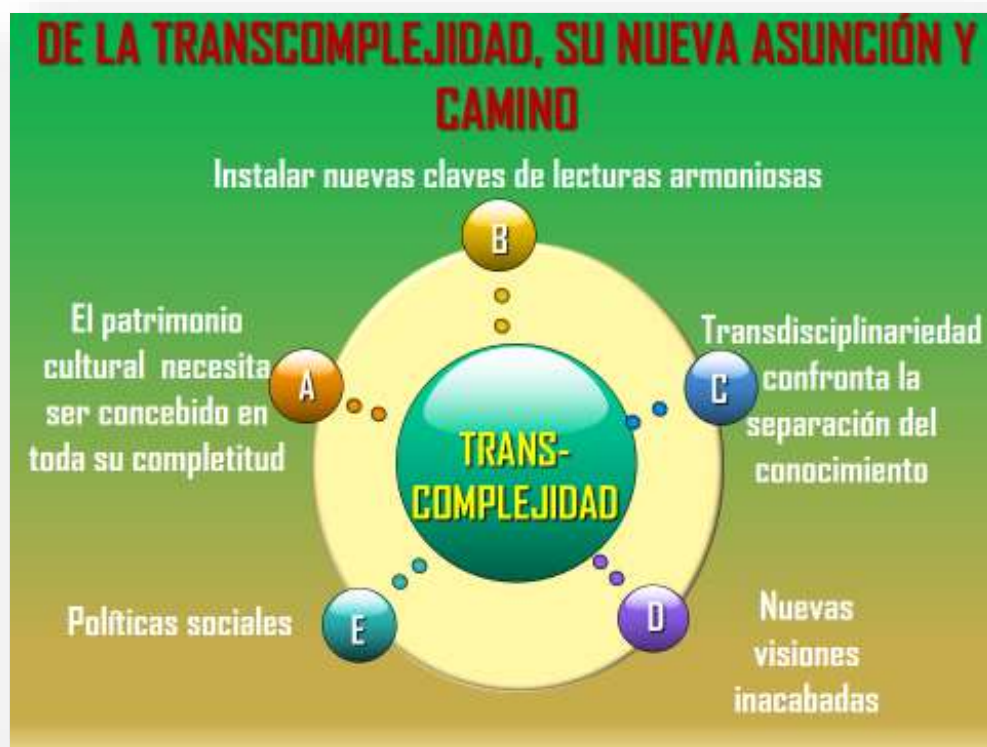 DE LA TRANSCOMPLEJIDAD, SU NUEVA ASUNCIÓN Y
CAMINO
Instalar nuevas claves de lecturas armoniosas
B
El patrimonio
cultural necesita
ser concebido en
toda su completitud
A
Transdisciplinariedad
confronta la
separación del
conocimiento
C
TRANS-
COMPLEJIDAD
Políticas sociales
E
D
Nuevas
visiones
inacabadas